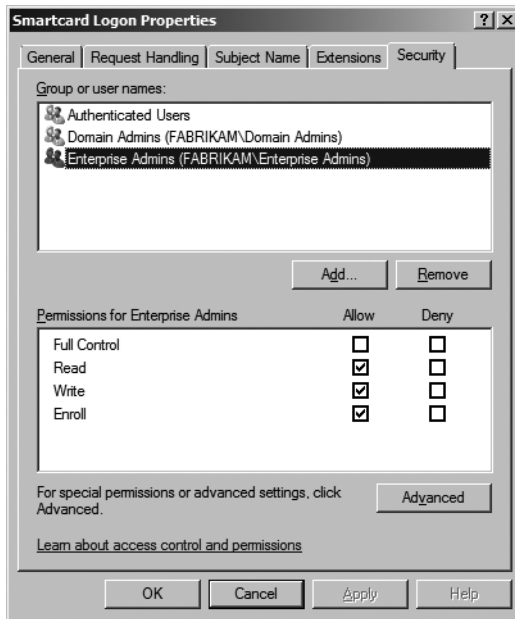 Smartcard Logon Properties
? X
General Request Handling Subject Name Extensions Security
Group or user names:
Authenticated Users
Domain Admins (FABRIKAM\Domain Admins)
Enterprise Admins (FABRIKAM\Enterprise Admins)
Add... Remove
Permissions for Enterprise Admins Allow Deny
Full Control
Read
Write
Enroll
For special permissions or advanced settings, click
Advanced.
Advanced
Learn about access control and permissions
OK Cancel Apply Help